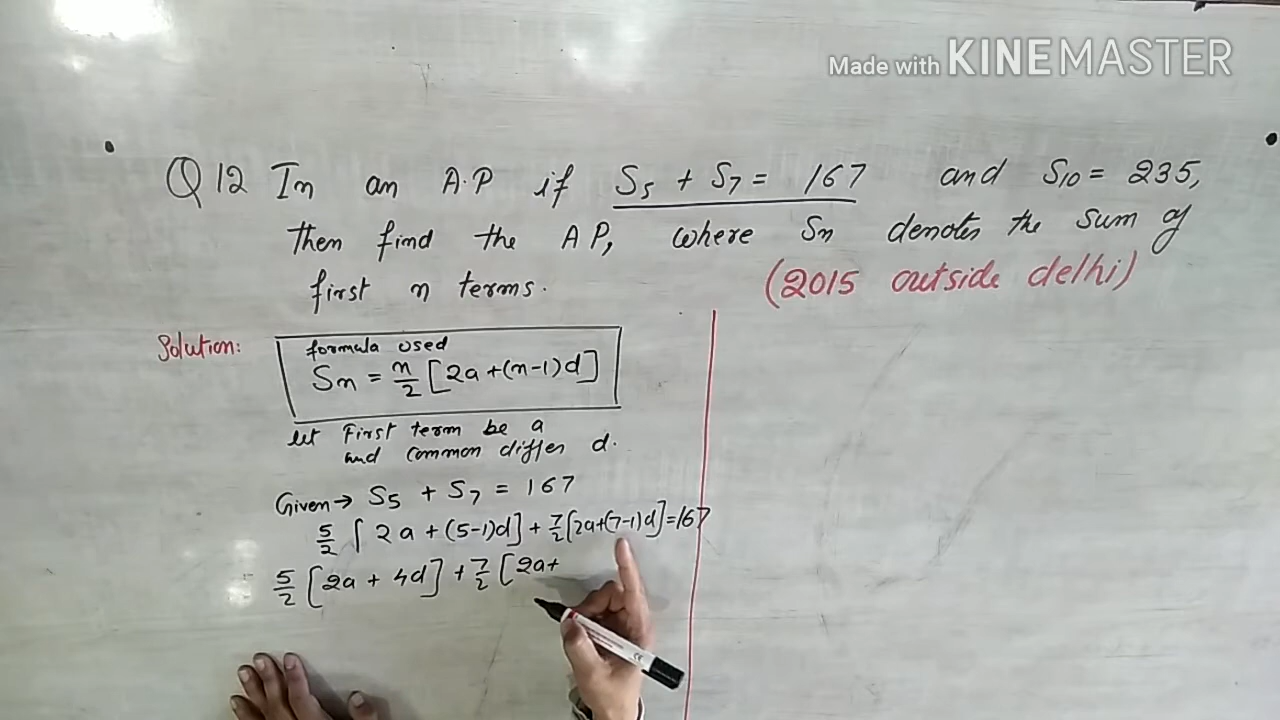 Made with KINEMASTER
Q12 In an A.P if S₅ + S₇ = 167 and S₁₀ = 235,
then find the AP, where Sn denotes the sum of
first n terms.
(2015 outside delhi)
Solution:
formula used
Sn = n/2 [2a+(n-1)d]
let First term be a
and common differ d.
Given → S₅ + S₇ = 167
5/2 [2a + (5-1)d] + 7/2 [2a+(7-1)d] = 167
5/2 [2a + 4d] + 7/2 [2a+